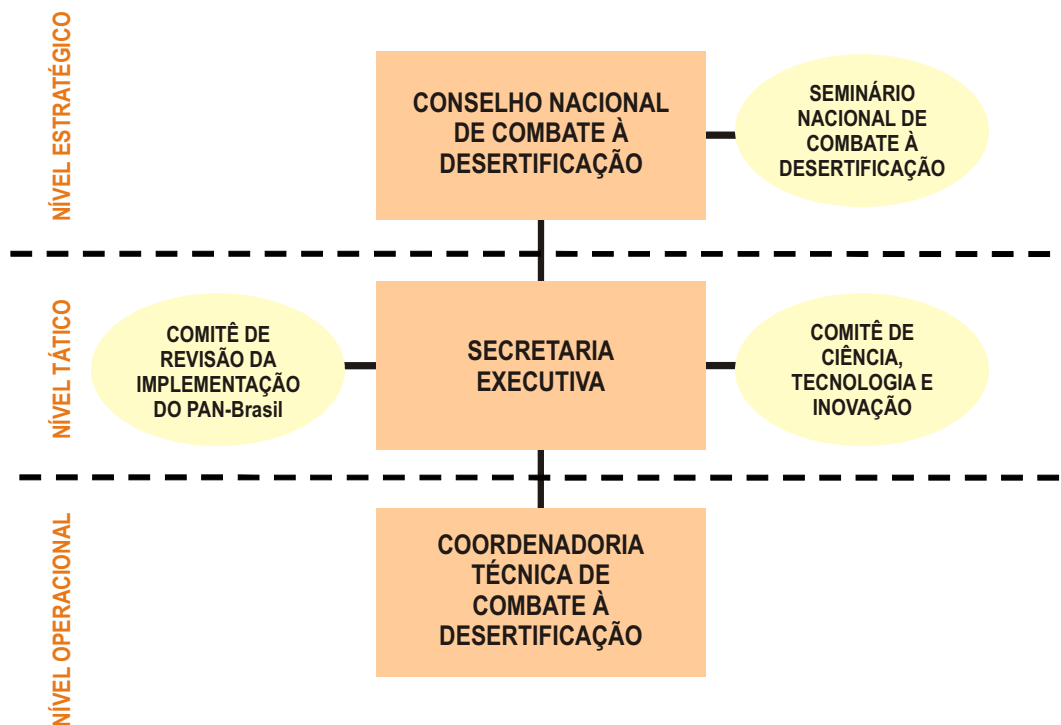 NÍVEL ESTRATÉGICO
CONSELHO NACIONAL
DE COMBATE À
DESERTIFICAÇÃO
SEMINÁRIO
NACIONAL DE
COMBATE À
DESERTIFICAÇÃO
NÍVEL TÁTICO
COMITÊ DE
REVISÃO DA
IMPLEMENTAÇÃO
DO PAN-Brasil
SECRETARIA
EXECUTIVA
COMITÊ DE
CIÊNCIA,
TECNOLOGIA E
INOVAÇÃO
NÍVEL OPERACIONAL
COORDENADORIA
TÉCNICA DE
COMBATE À
DESERTIFICAÇÃO